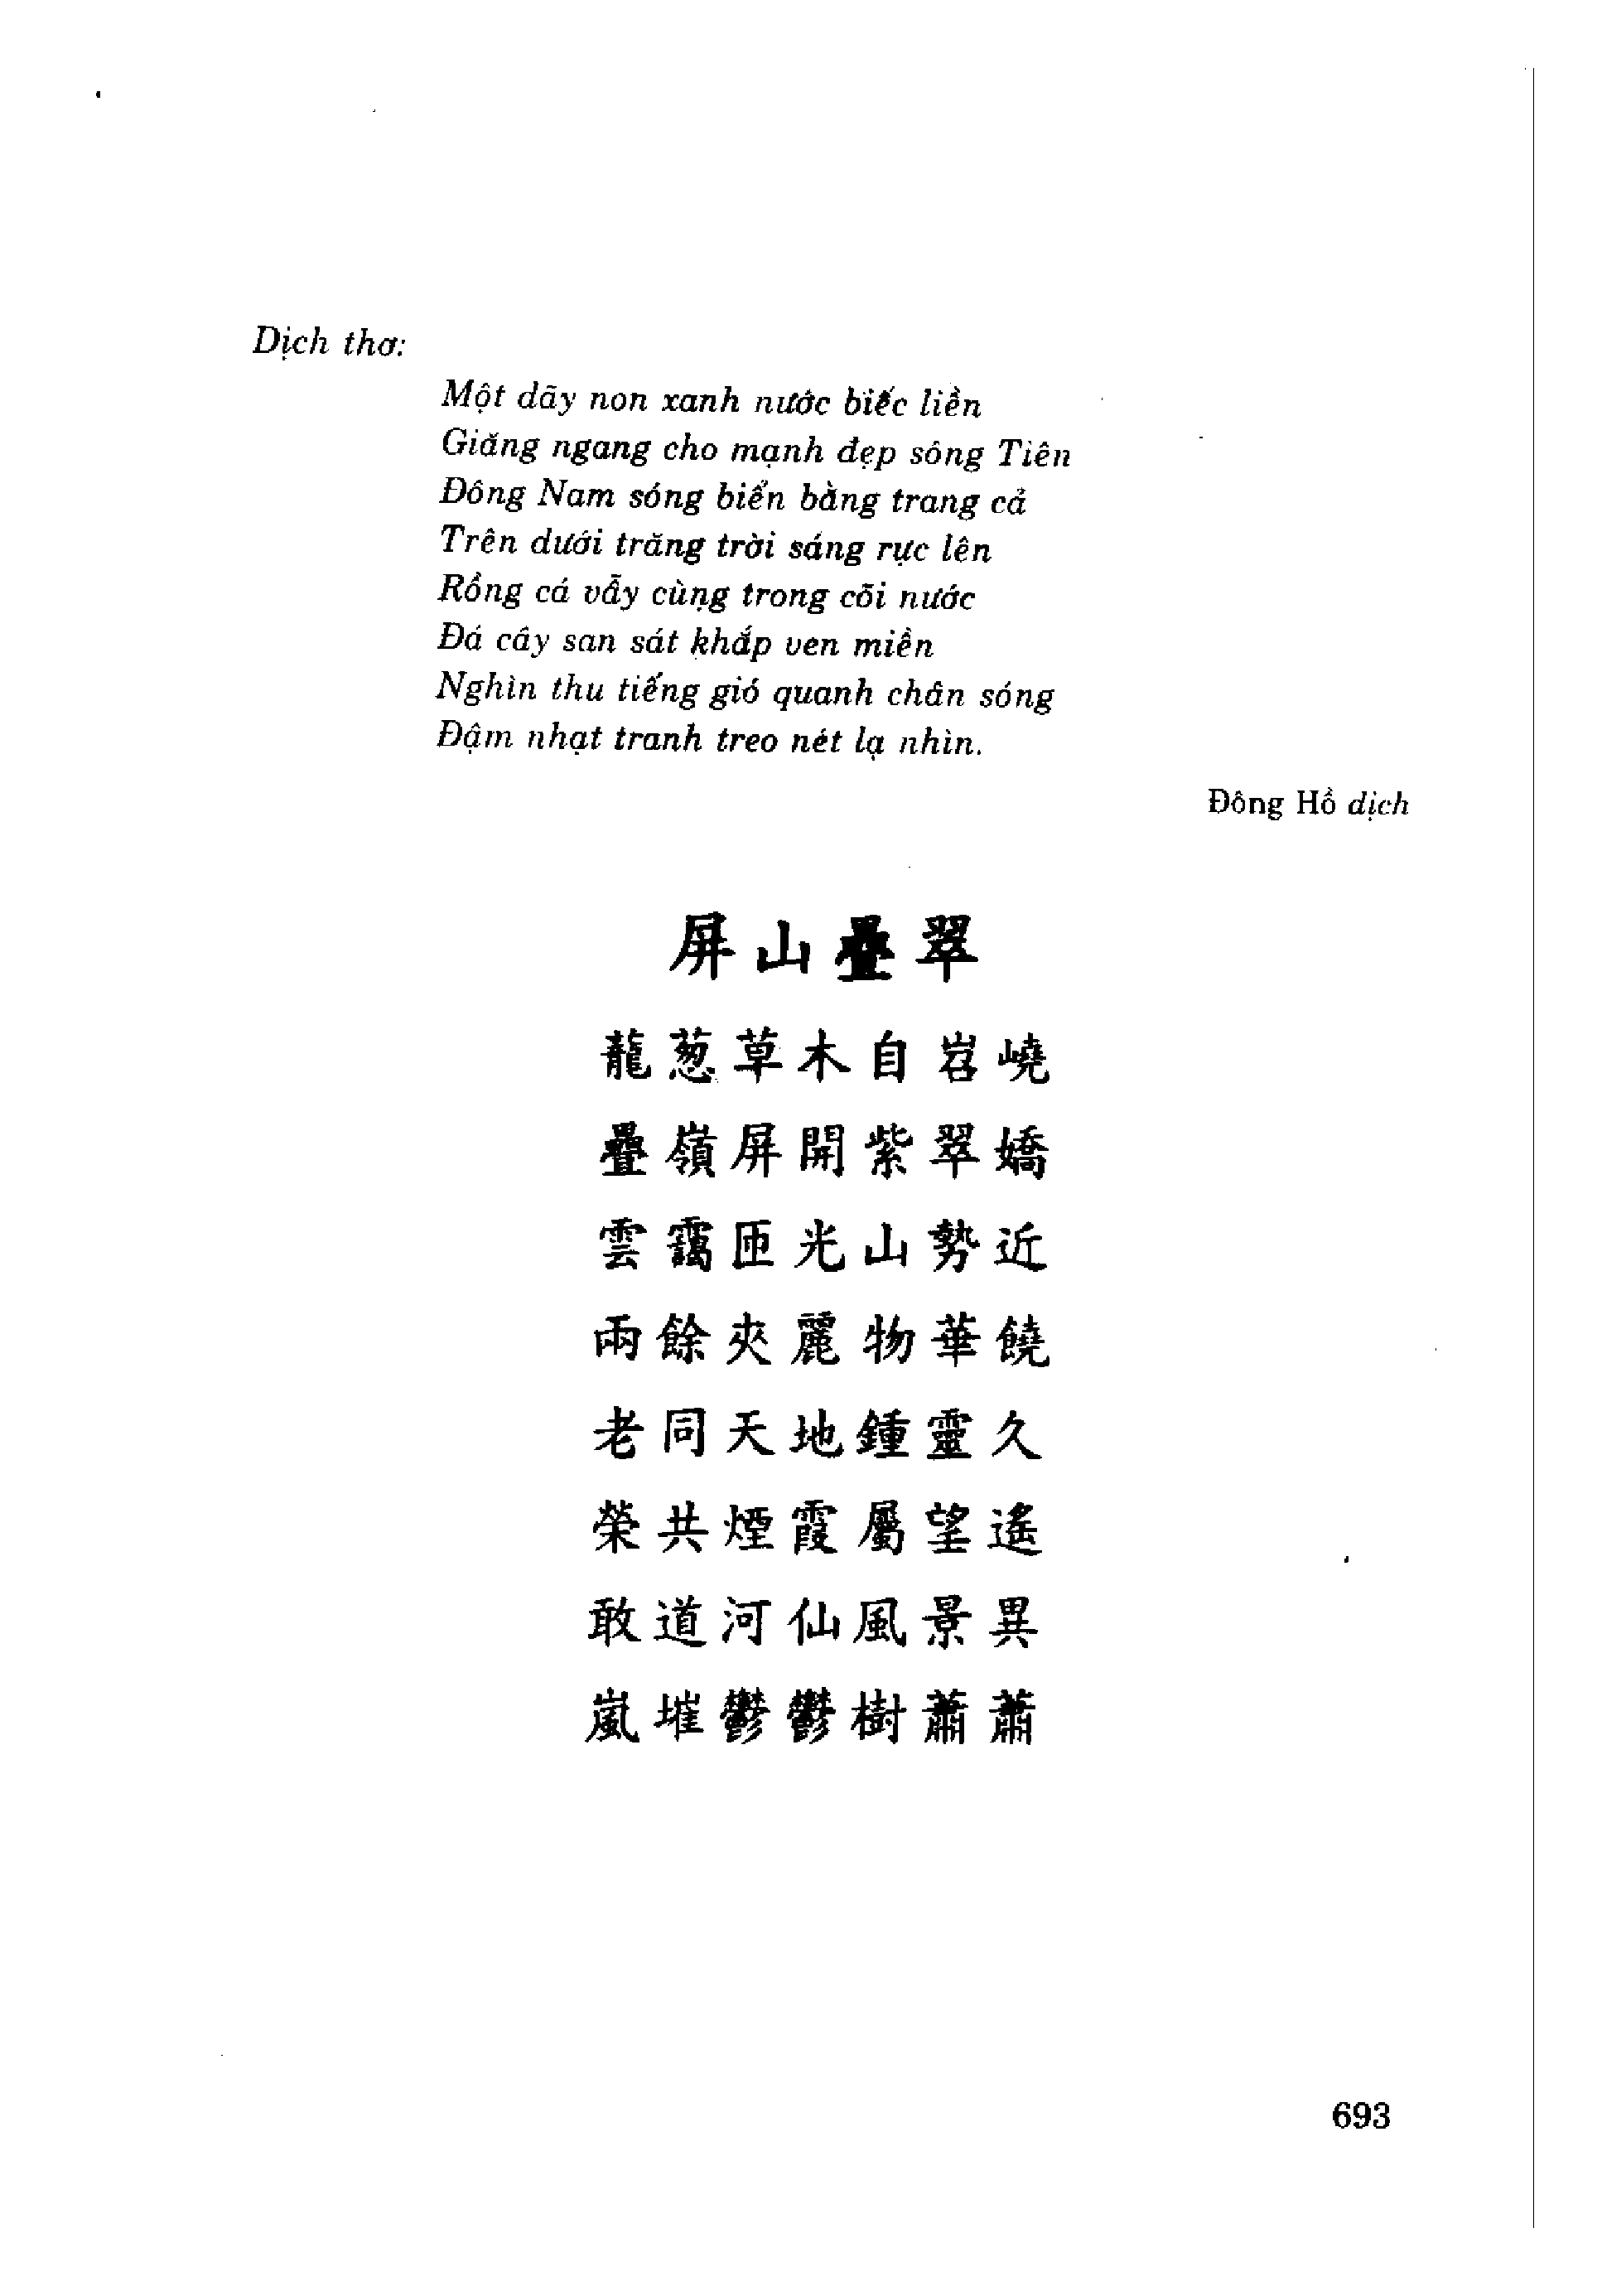 Dịch thơ:
Một dãy non xanh nước biếc liền
Giăng ngang cho mạnh đẹp sông Tiên
Đông Nam sóng biển bằng trang cả
Trên dưới trăng trời sáng rực lên
Rồng cá vẫy cùng trong cõi nước
Đá cây san sát khắp ven miền
Nghìn thu tiếng gió quanh chân sóng
Đậm nhạt tranh treo nét lạ nhìn.
Đông Hồ dịch
屏山疊翠
蘢葱草木自岧嶢
疊嶺屏開紫翠嬌
雲靄匝光山勢近
雨餘夾麗物華饒
老同天地鍾靈久
榮共煙霞屬望遙
敢道河仙風景異
嵐堆鬱鬱樹蕭蕭
693